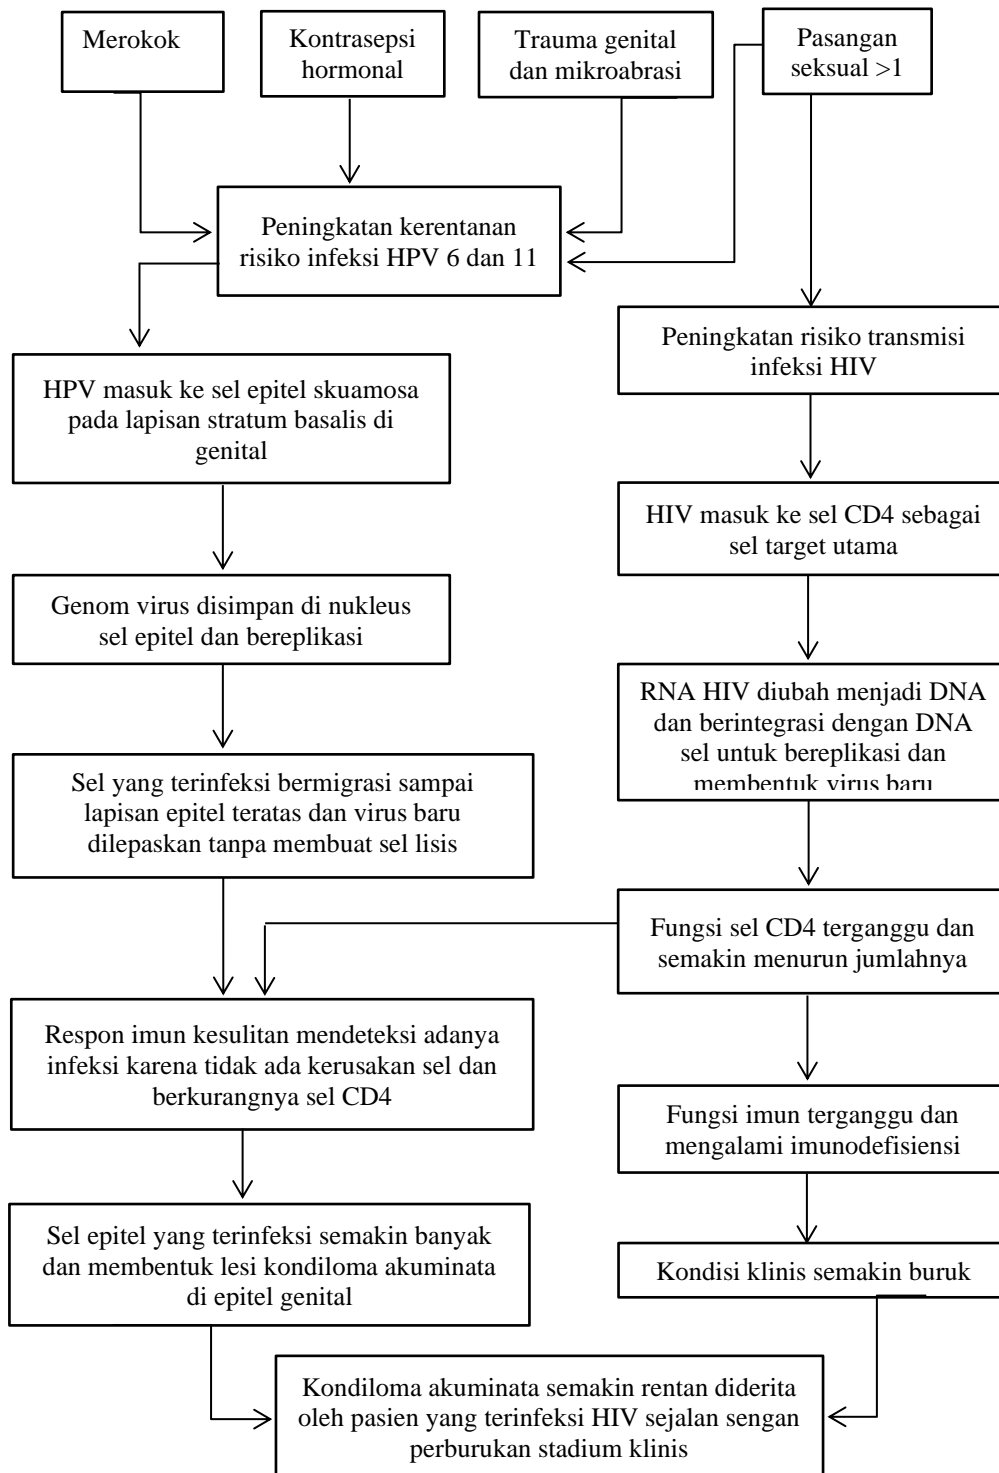 Merokok
Kontrasepsi
hormonal
Trauma genital
dan mikroabrasi
Pasangan
seksual >1
Peningkatan kerentanan
risiko infeksi HPV 6 dan 11
Peningkatan risiko transmisi
infeksi HIV
HPV masuk ke sel epitel skuamosa
pada lapisan stratum basalis di
genital
HIV masuk ke sel CD4 sebagai
sel target utama
Genom virus disimpan di nukleus
sel epitel dan bereplikasi
RNA HIV diubah menjadi DNA
dan berintegrasi dengan DNA
sel untuk bereplikasi dan
membentuk virus baru
Sel yang terinfeksi bermigrasi sampai
lapisan epitel teratas dan virus baru
dilepaskan tanpa membuat sel lisis
Fungsi sel CD4 terganggu dan
semakin menurun jumlahnya
Respon imun kesulitan mendeteksi adanya
infeksi karena tidak ada kerusakan sel dan
berkurangnya sel CD4
Fungsi imun terganggu dan
mengalami imunodefisiensi
Sel epitel yang terinfeksi semakin banyak
dan membentuk lesi kondiloma akuminata
di epitel genital
Kondisi klinis semakin buruk
Kondiloma akuminata semakin rentan diderita
oleh pasien yang terinfeksi HIV sejalan sengan
perburukan stadium klinis